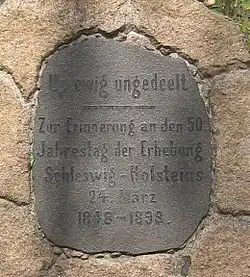 Up ewig ungedeelt
Zur Erinnerung an den 50.
Jahrestag der Erhebung
Schleswig-Holsteins
24. März
1848-1898.